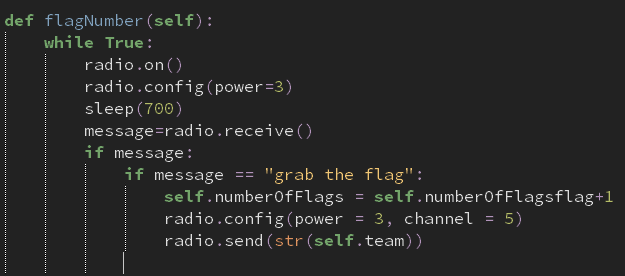 def flagNumber(self):
    while True:
        radio.on()
        radio.config(power=3)
        sleep(700)
        message=radio.receive()
        if message:
            if message == "grab the flag":
                self.numberOfFlags = self.numberOfFlagsflag+1
                radio.config(power = 3, channel = 5)
                radio.send(str(self.team))